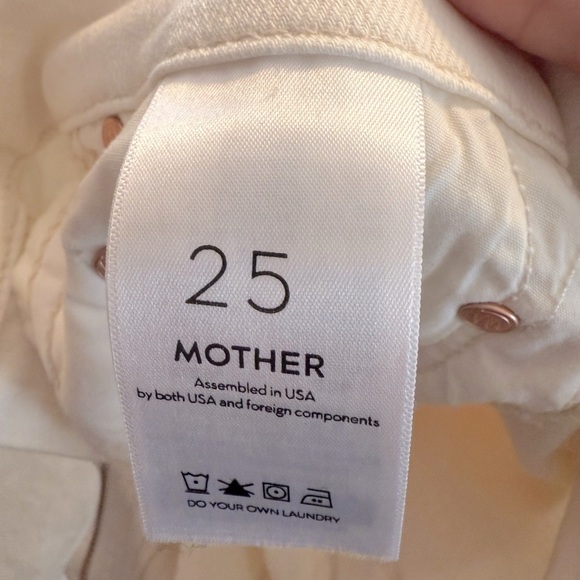 25
MOTHER
Assembled in USA
by both USA and foreign components
DO YOUR OWN LAUNDRY